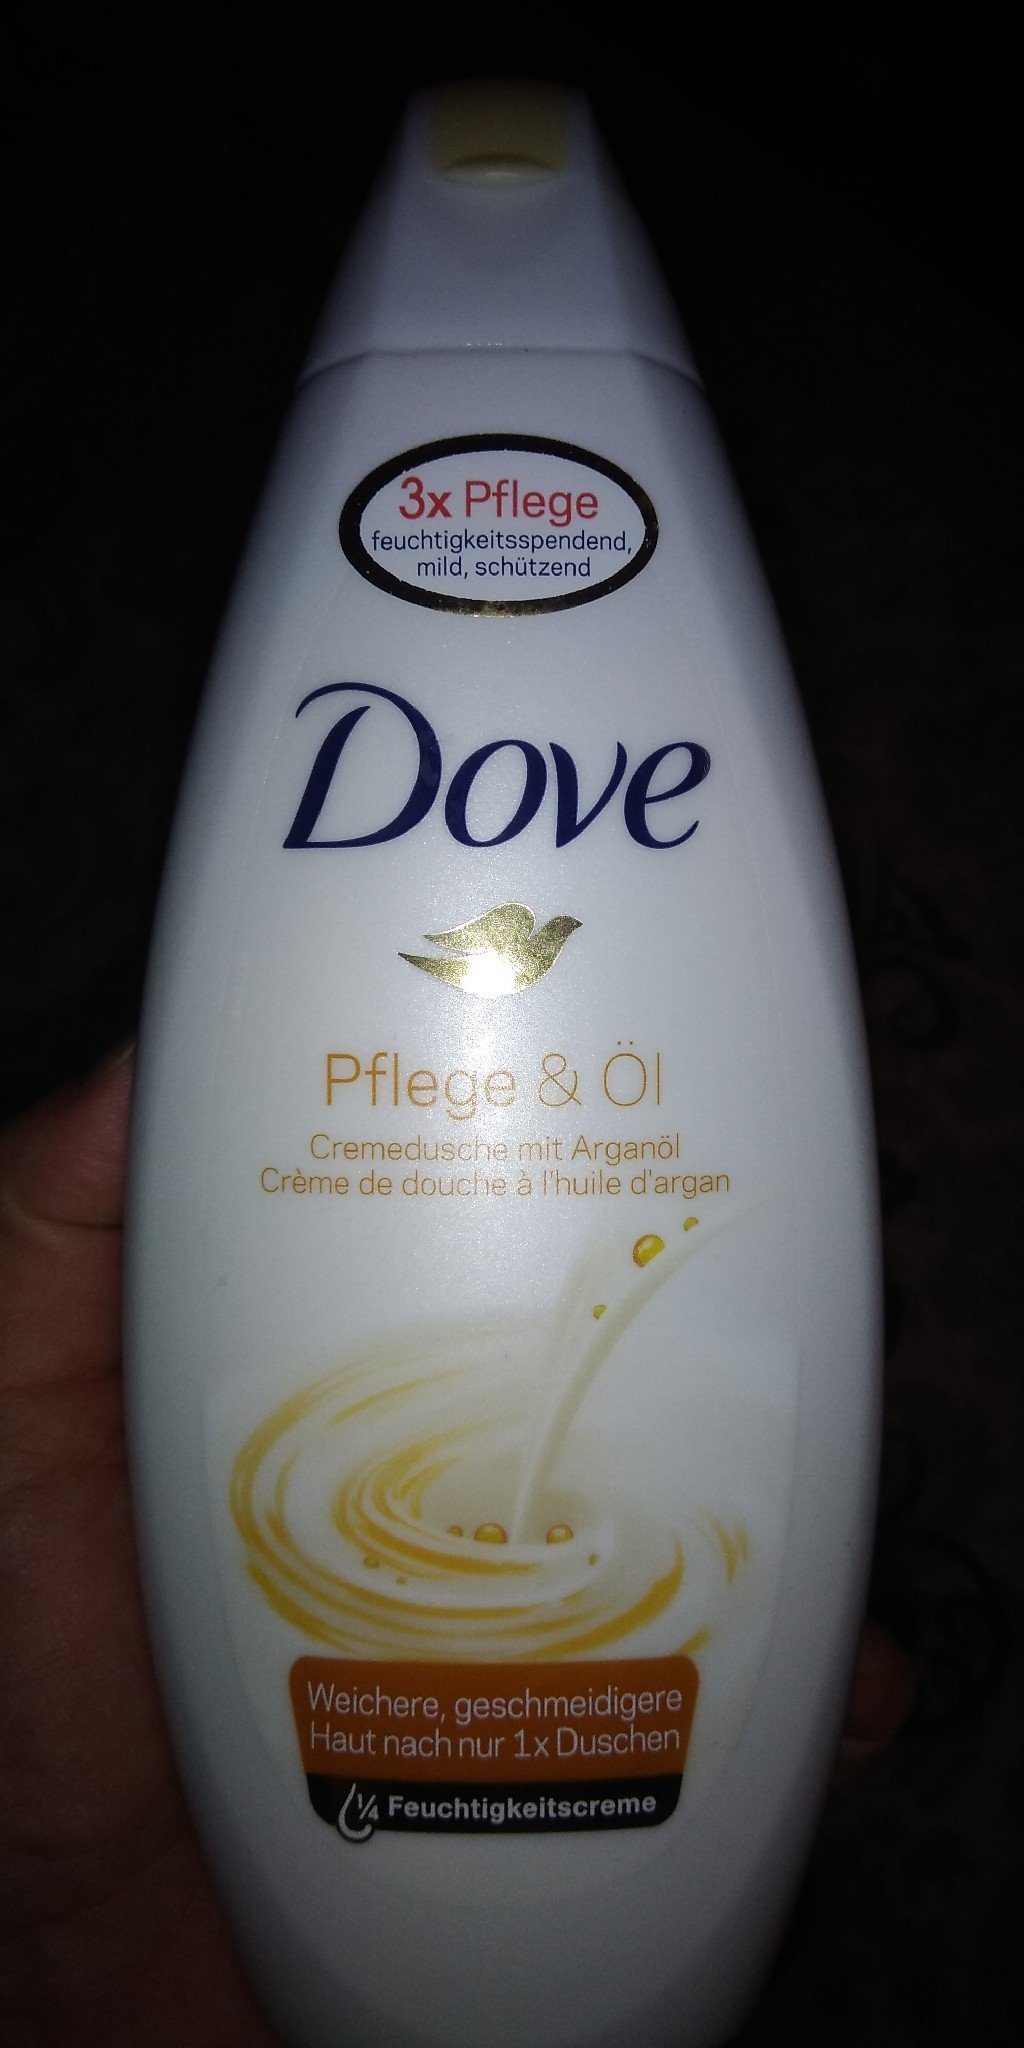 3x Pflege
feuchtigkeitsspendend,
mild, schützend
Dove
Pflege & Öl
Cremedusche mit Arganöl
Crème de douche à l'huile d'argan
Weichere, geschmeidigere
Haut nach nur 1x Duschen
1/4 Feuchtigkeitscreme